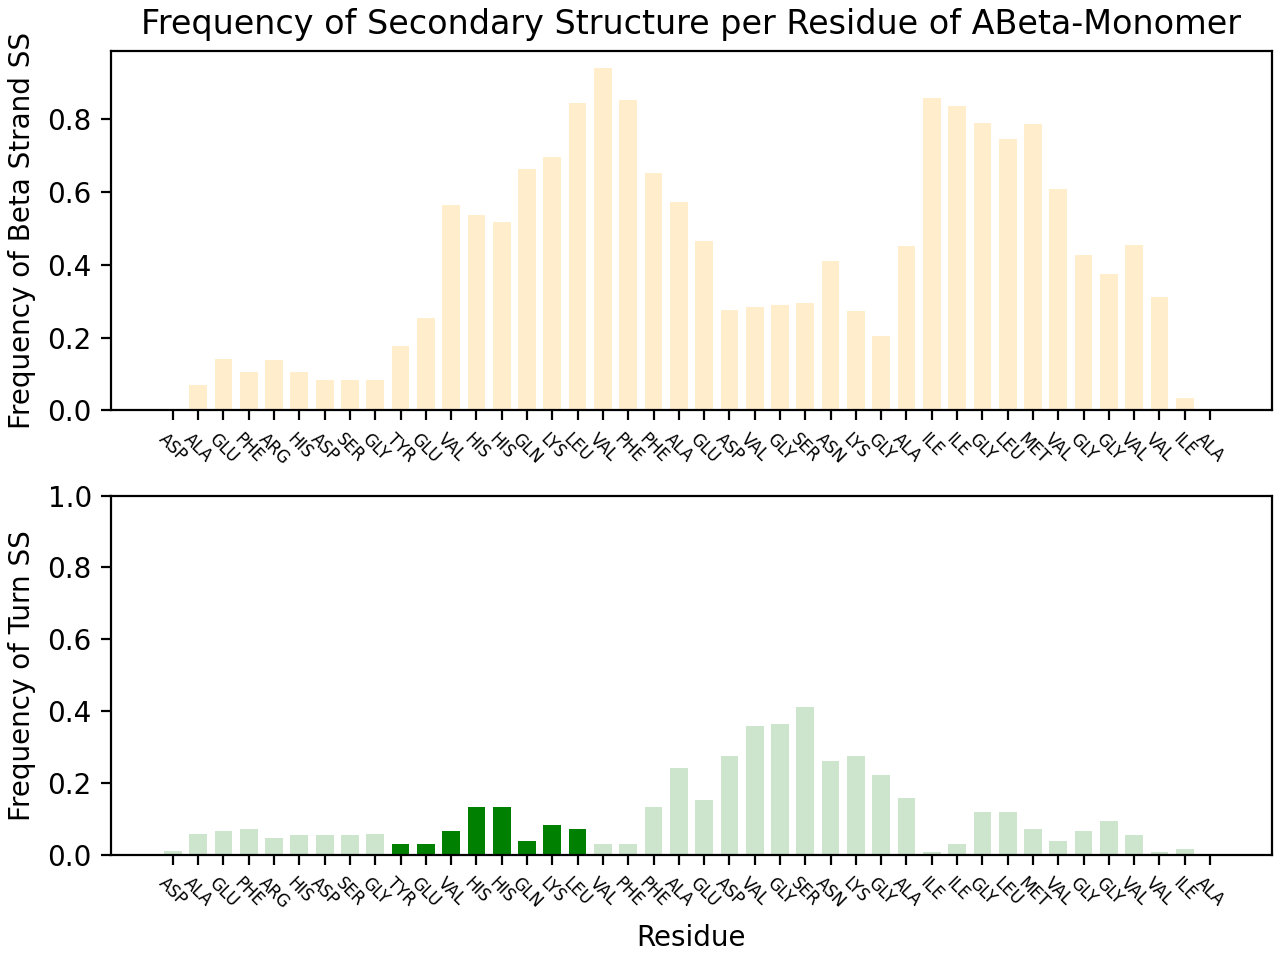 Frequency of Secondary Structure per Residue of ABeta-Monomer
Frequency of Beta Strand SS
0.8
0.6
0.4
0.2
0.0
ASP ALA GLU PHE ARG HIS ASP SER GLY TYR GLU VAL HIS HIS GLN LYS LEU VAL PHE PHE ALA GLU ASP VAL GLY SER ASN LYS GLY ALA ILE ILE GLY LEU MET VAL GLY GLY VAL VAL ILE ALA
Frequency of Turn SS
1.0
0.8
0.6
0.4
0.2
0.0
ASP ALA GLU PHE ARG HIS ASP SER GLY TYR GLU VAL HIS HIS GLN LYS LEU VAL PHE PHE ALA GLU ASP VAL GLY SER ASN LYS GLY ALA ILE ILE GLY LEU MET VAL GLY GLY VAL VAL ILE ALA
Residue